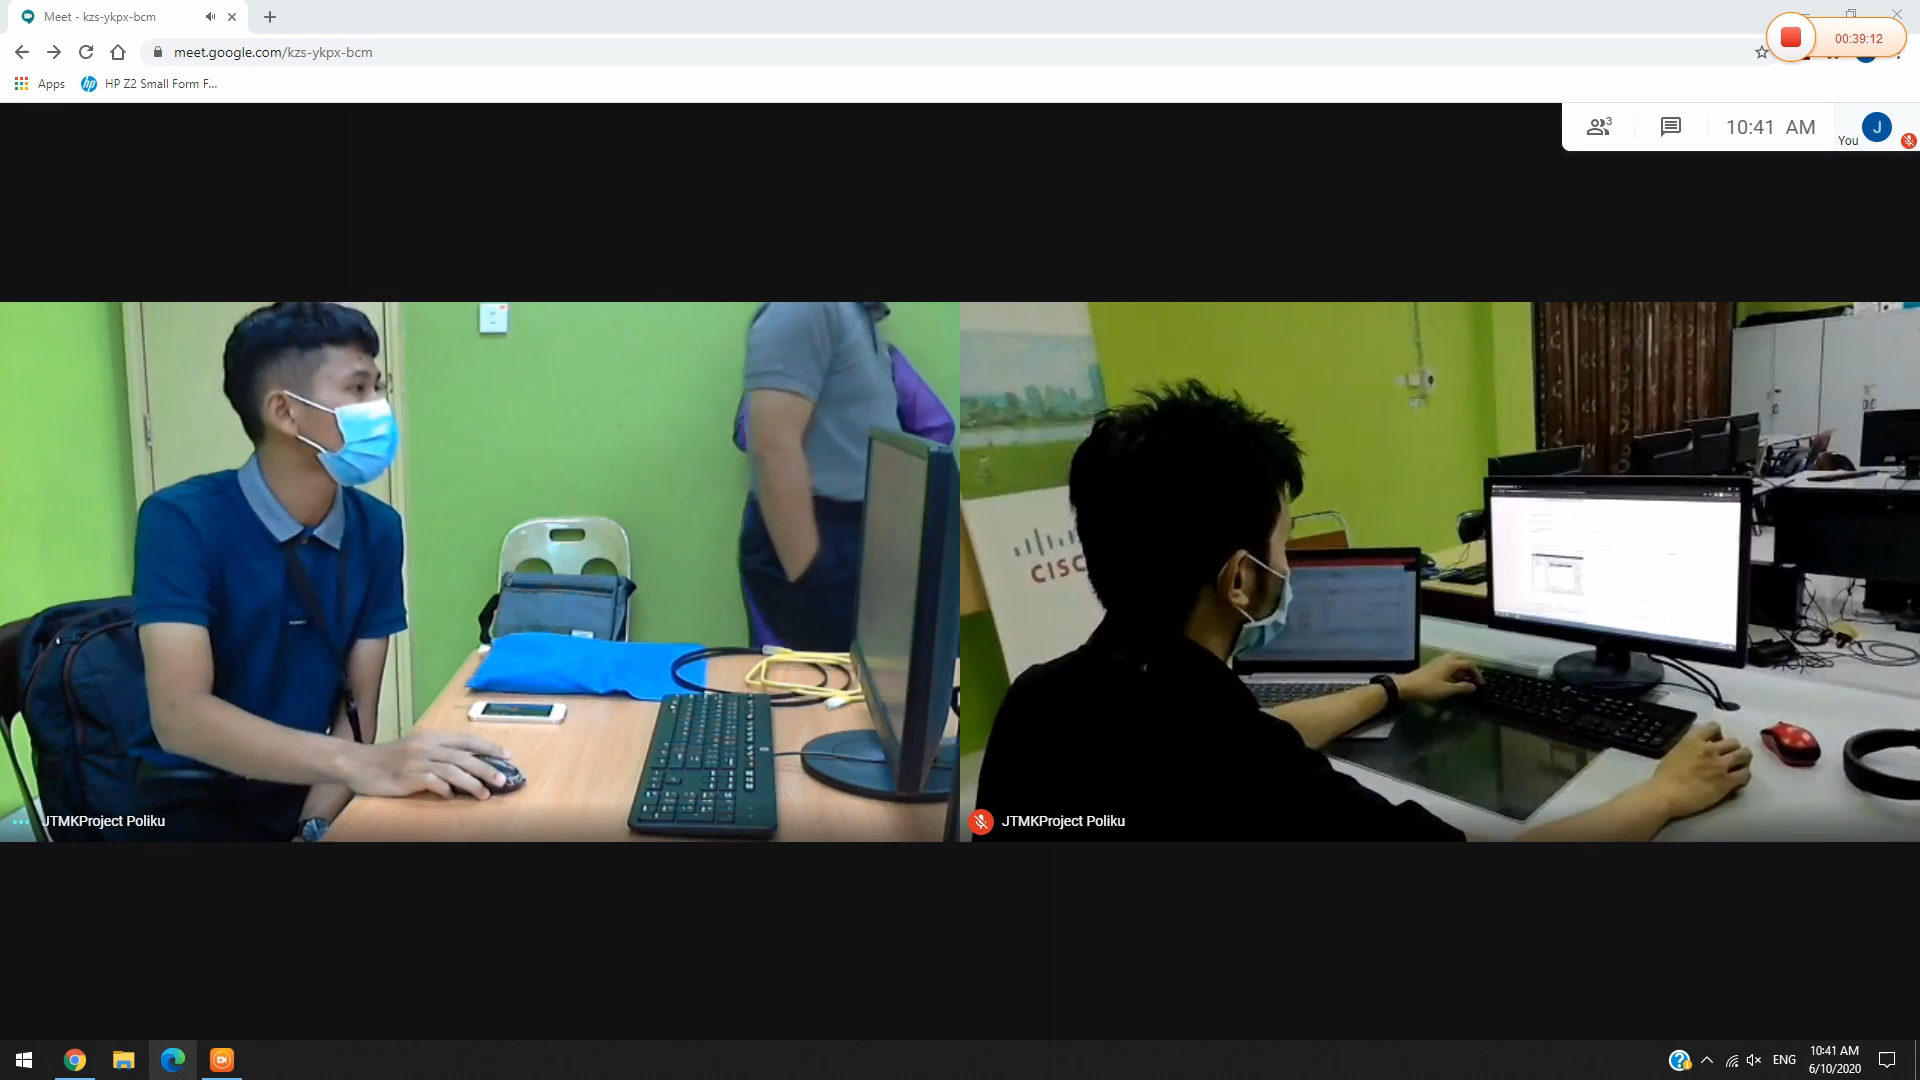 Meet - kzs-ykpx-bcm
meet.google.com/kzs-ykpx-bcm
00:39:12
Apps
HP Z2 Small Form F...
3
10:41 AM
You
J
CISC
JTMKProject Poliku
JTMKProject Poliku
ENG
10:41 AM
6/10/2020